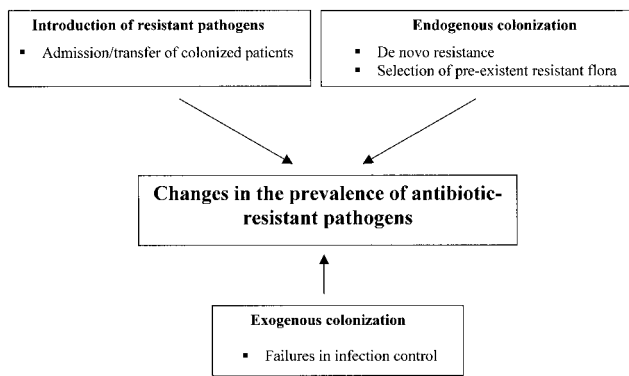 Introduction of resistant pathogens
▪ Admission/transfer of colonized patients
Endogenous colonization
▪ De novo resistance
▪ Selection of pre-existent resistant flora
Changes in the prevalence of antibiotic-
resistant pathogens
Exogenous colonization
▪ Failures in infection control